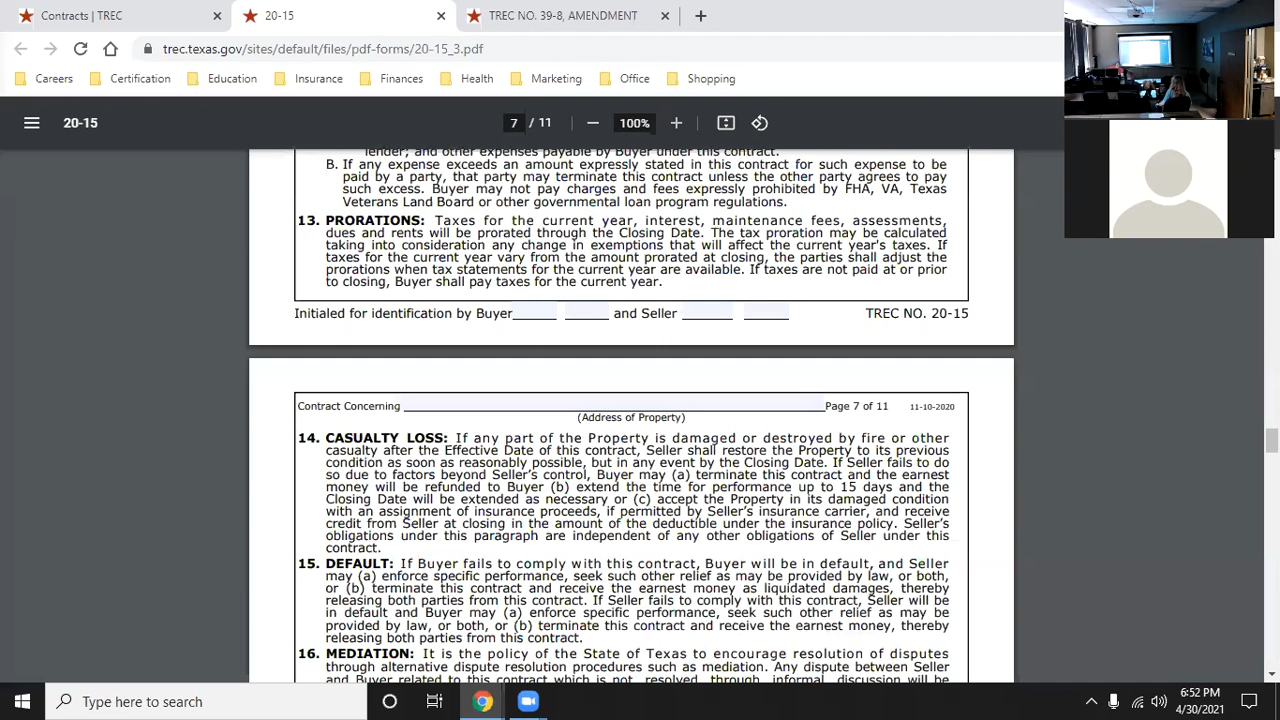 Contracts | TREC
20-15
TREC NO. 39-8, AMENDMENT
trec.texas.gov/sites/default/files/pdf-forms/20-15_3.pdf
Careers Certification Education Insurance Finances Health Marketing Office Shopping
20-15
7 / 11
100%
lender; and other expenses payable by Buyer under this contract.
B. If any expense exceeds an amount expressly stated in this contract for such expense to be
paid by a party, that party may terminate this contract unless the other party agrees to pay
such excess. Buyer may not pay charges and fees expressly prohibited by FHA, VA, Texas
Veterans Land Board or other governmental loan program regulations.
13. PRORATIONS: Taxes for the current year, interest, maintenance fees, assessments,
dues and rents will be prorated through the Closing Date. The tax proration may be calculated
taking into consideration any change in exemptions that will affect the current year's taxes. If
taxes for the current year vary from the amount prorated at closing, the parties shall adjust the
prorations when tax statements for the current year are available. If taxes are not paid at or prior
to closing, Buyer shall pay taxes for the current year.
Initialed for identification by Buyer and Seller TREC NO. 20-15
Contract Concerning Page 7 of 11 11-10-2020
(Address of Property)
14. CASUALTY LOSS: If any part of the Property is damaged or destroyed by fire or other
casualty after the Effective Date of this contract, Seller shall restore the Property to its previous
condition as soon as reasonably possible, but in any event by the Closing Date. If Seller fails to do
so due to factors beyond Seller's control, Buyer may (a) terminate this contract and the earnest
money will be refunded to Buyer (b) extend the time for performance up to 15 days and the
Closing Date will be extended as necessary or (c) accept the Property in its damaged condition
with an assignment of insurance proceeds, if permitted by Seller's insurance carrier, and receive
credit from Seller at closing in the amount of the deductible under the insurance policy. Seller's
obligations under this paragraph are independent of any other obligations of Seller under this
contract.
15. DEFAULT: If Buyer fails to comply with this contract, Buyer will be in default, and Seller
may (a) enforce specific performance, seek such other relief as may be provided by law, or both,
or (b) terminate this contract and receive the earnest money as liquidated damages, thereby
releasing both parties from this contract. If Seller fails to comply with this contract, Seller will be
in default and Buyer may (a) enforce specific performance, seek such other relief as may be
provided by law, or both, or (b) terminate this contract and receive the earnest money, thereby
releasing both parties from this contract.
16. MEDIATION: It is the policy of the State of Texas to encourage resolution of disputes
through alternative dispute resolution procedures such as mediation. Any dispute between Seller
and Buyer related to this contract which is not resolved through informal discussion will be
Type here to search
6:52 PM
4/30/2021